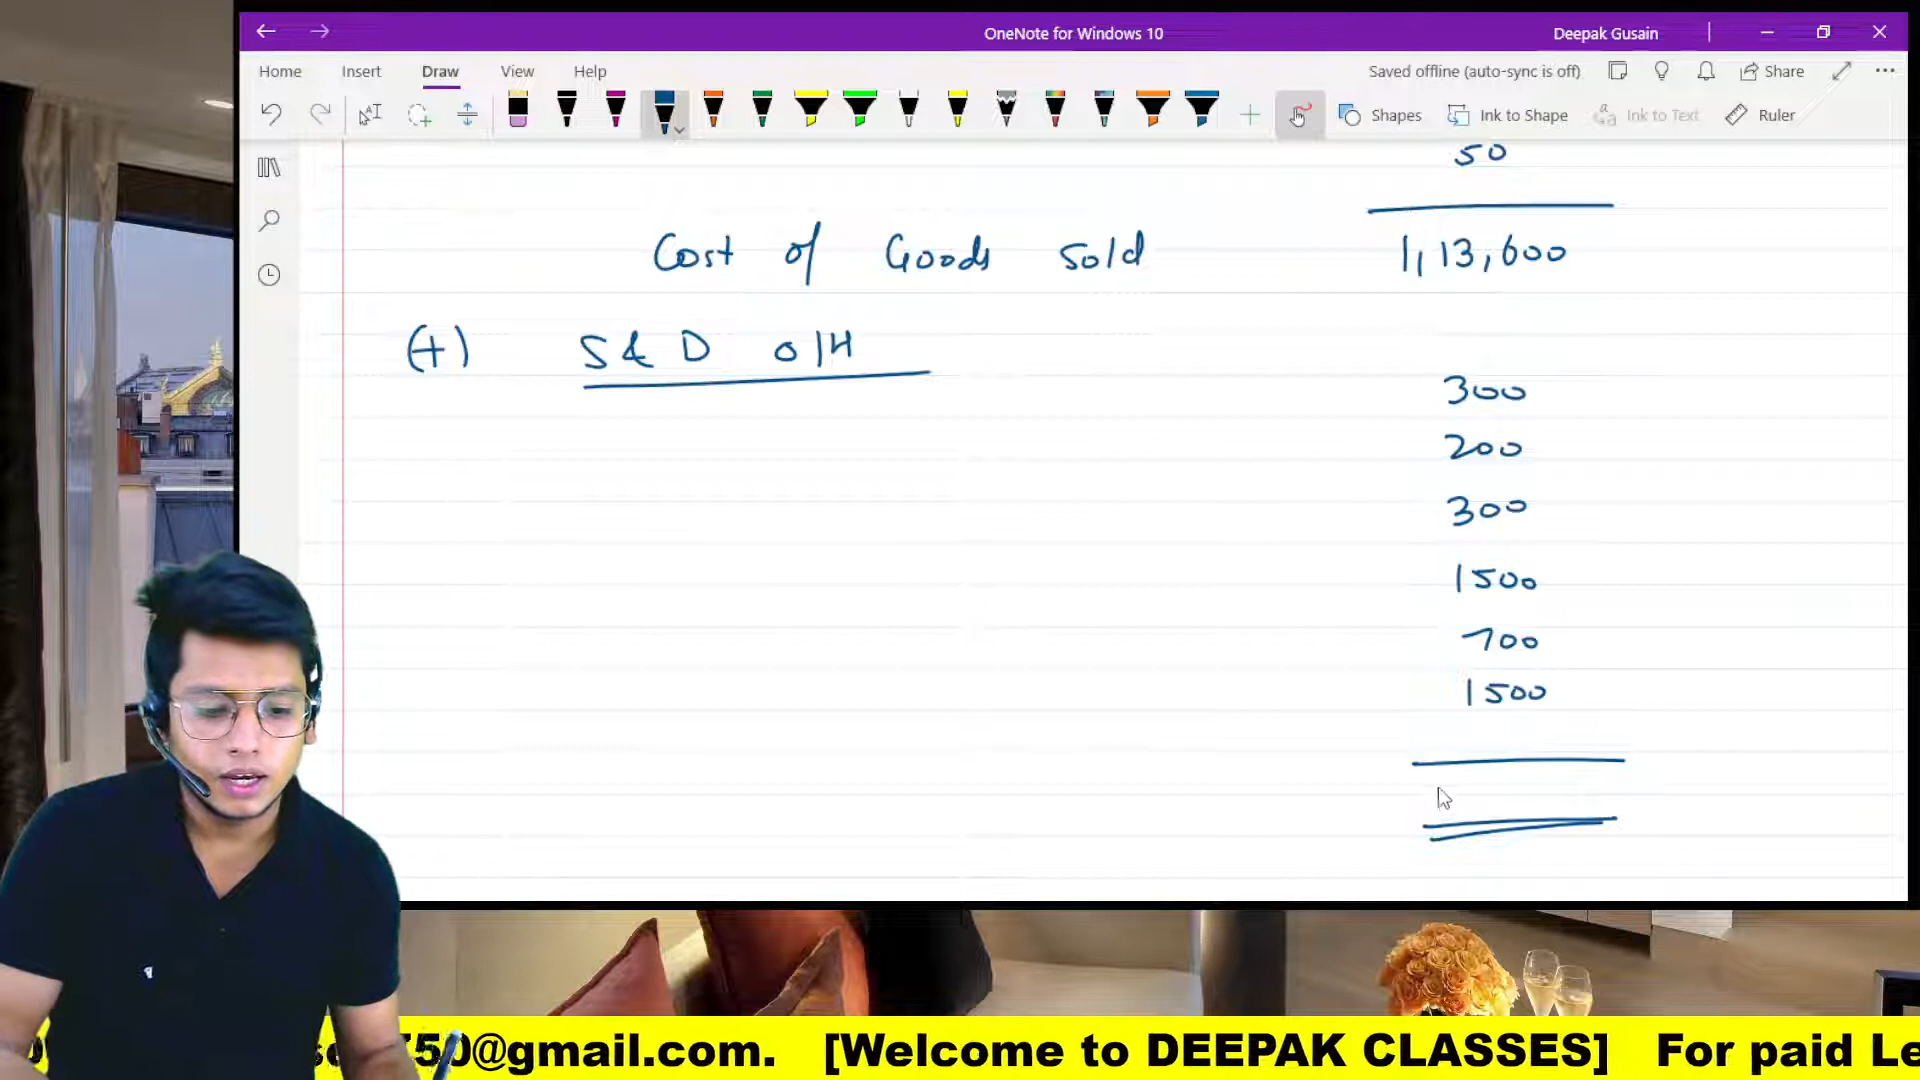 OneNote for Windows 10
Deepak Gusain
Home Insert Draw View Help
Saved offline (auto-sync is off)
Share
Shapes
Ink to Shape
Ink to Text
Ruler
50
Cost of Goods Sold 1,13,600
(+) S & D O/H
300
200
300
1500
700
1500
750@gmail.com. [Welcome to DEEPAK CLASSES] For paid Le